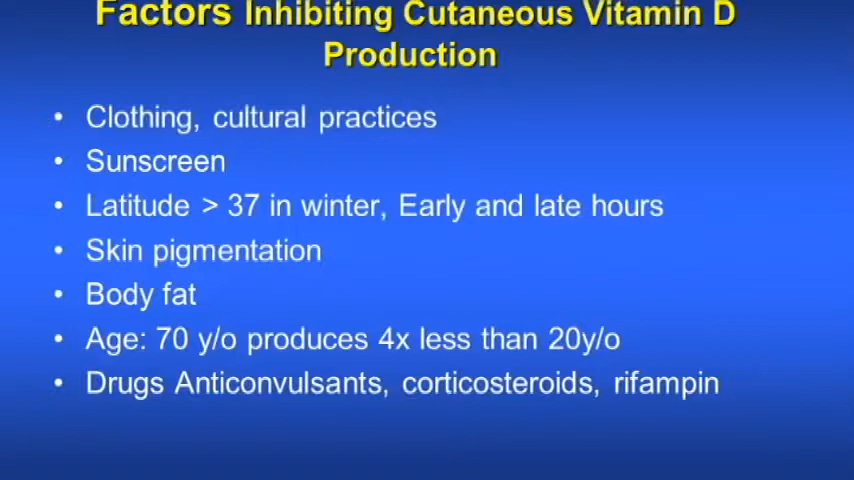 Factors Inhibiting Cutaneous Vitamin D
Production
• Clothing, cultural practices
• Sunscreen
• Latitude > 37 in winter, Early and late hours
• Skin pigmentation
• Body fat
• Age: 70 y/o produces 4x less than 20y/o
• Drugs Anticonvulsants, corticosteroids, rifampin